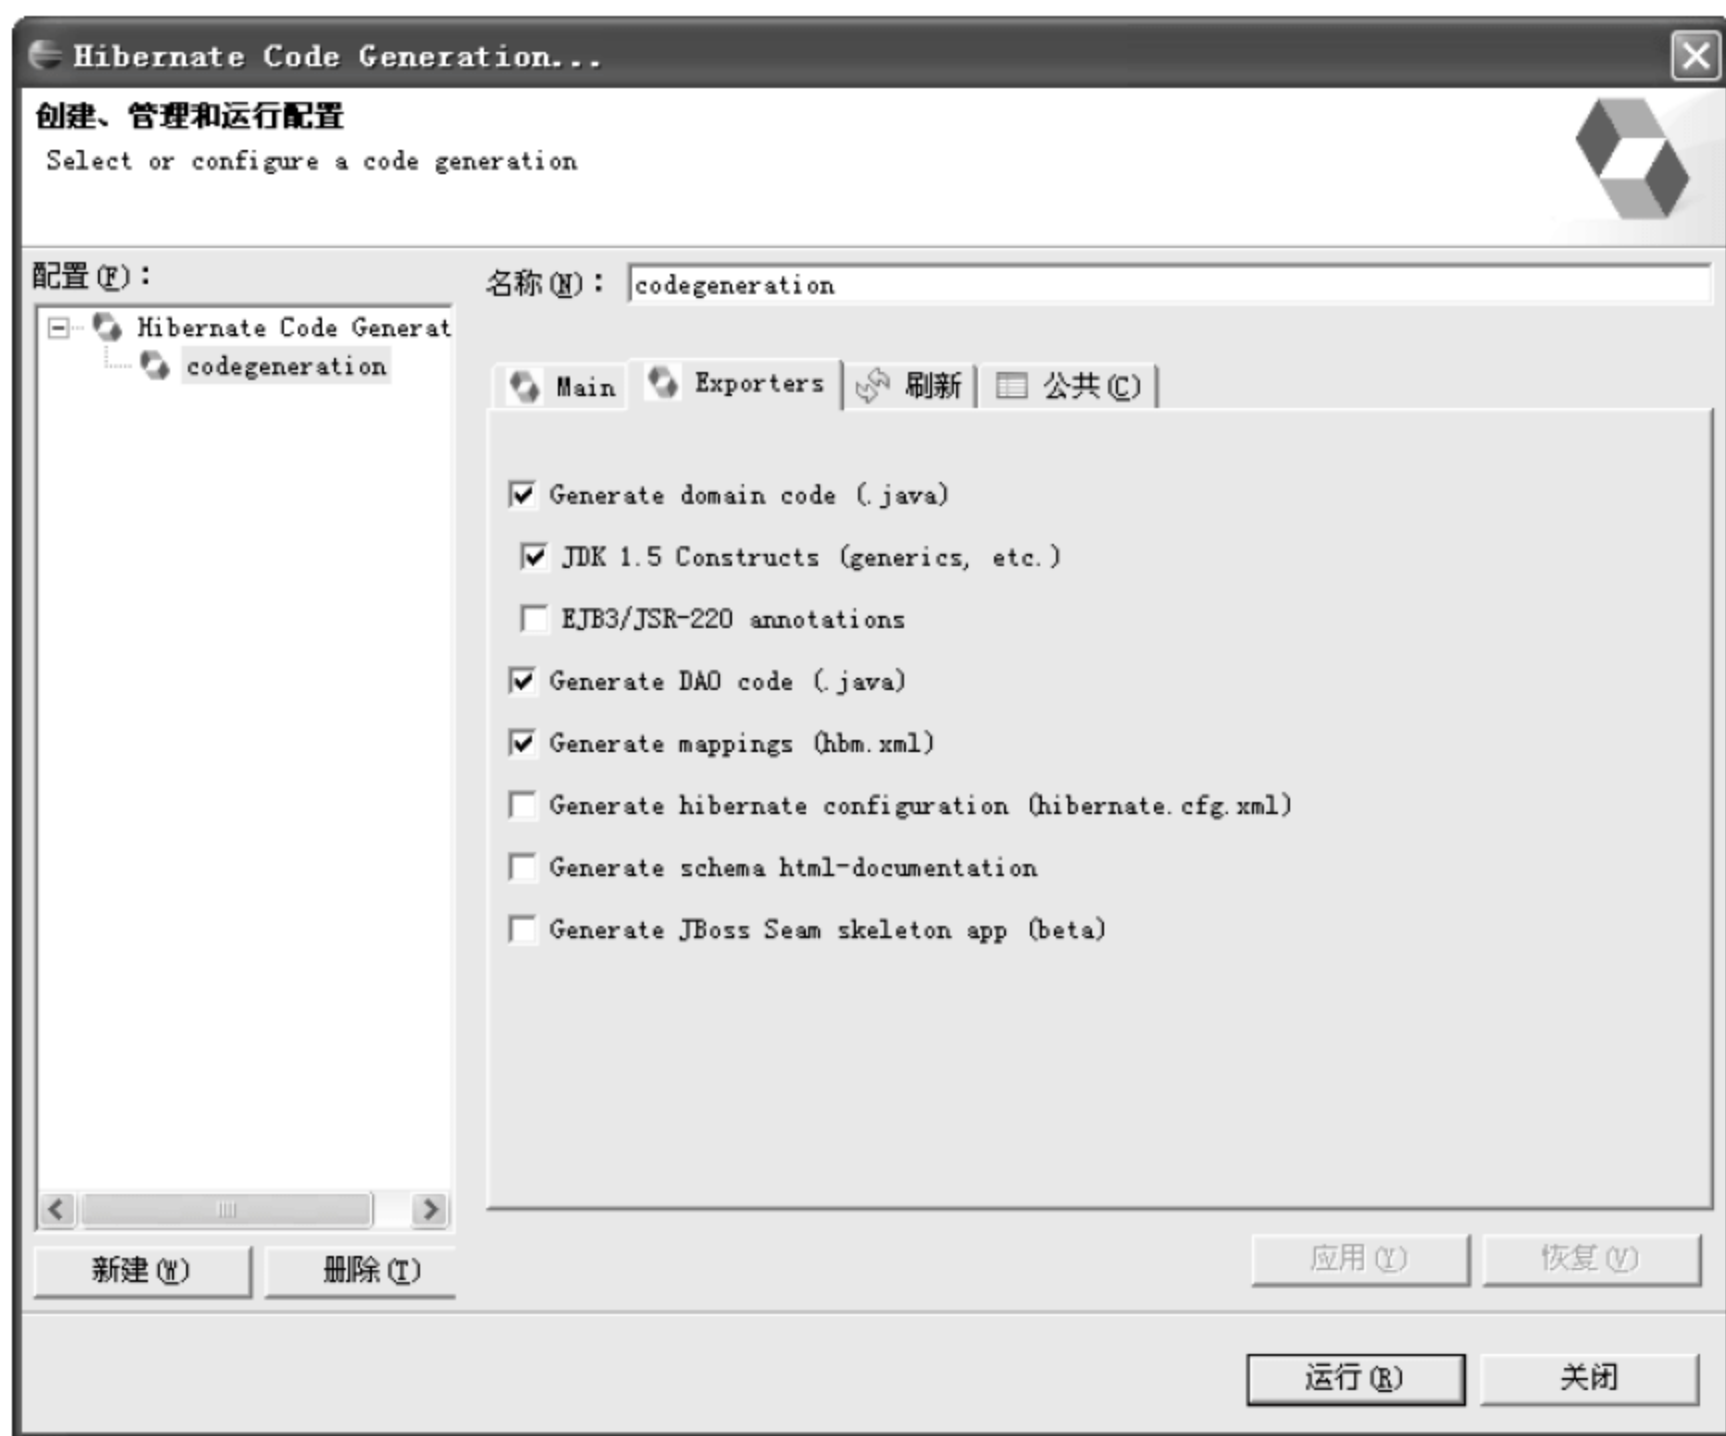 Hibernate Code Generation...
创建、管理和运行配置
Select or configure a code generation
配置(F)：
Hibernate Code Generat
codegeneration
新建(W)
删除(T)
名称(N)：
codegeneration
Main
Exporters
刷新
公共(C)
Generate domain code (.java)
JDK 1.5 Constructs (generics, etc.)
EJB3/JSR-220 annotations
Generate DAO code (.java)
Generate mappings (hbm.xml)
Generate hibernate configuration (hibernate.cfg.xml)
Generate schema html-documentation
Generate JBoss Seam skeleton app (beta)
应用(Y)
恢复(V)
运行(R)
关闭